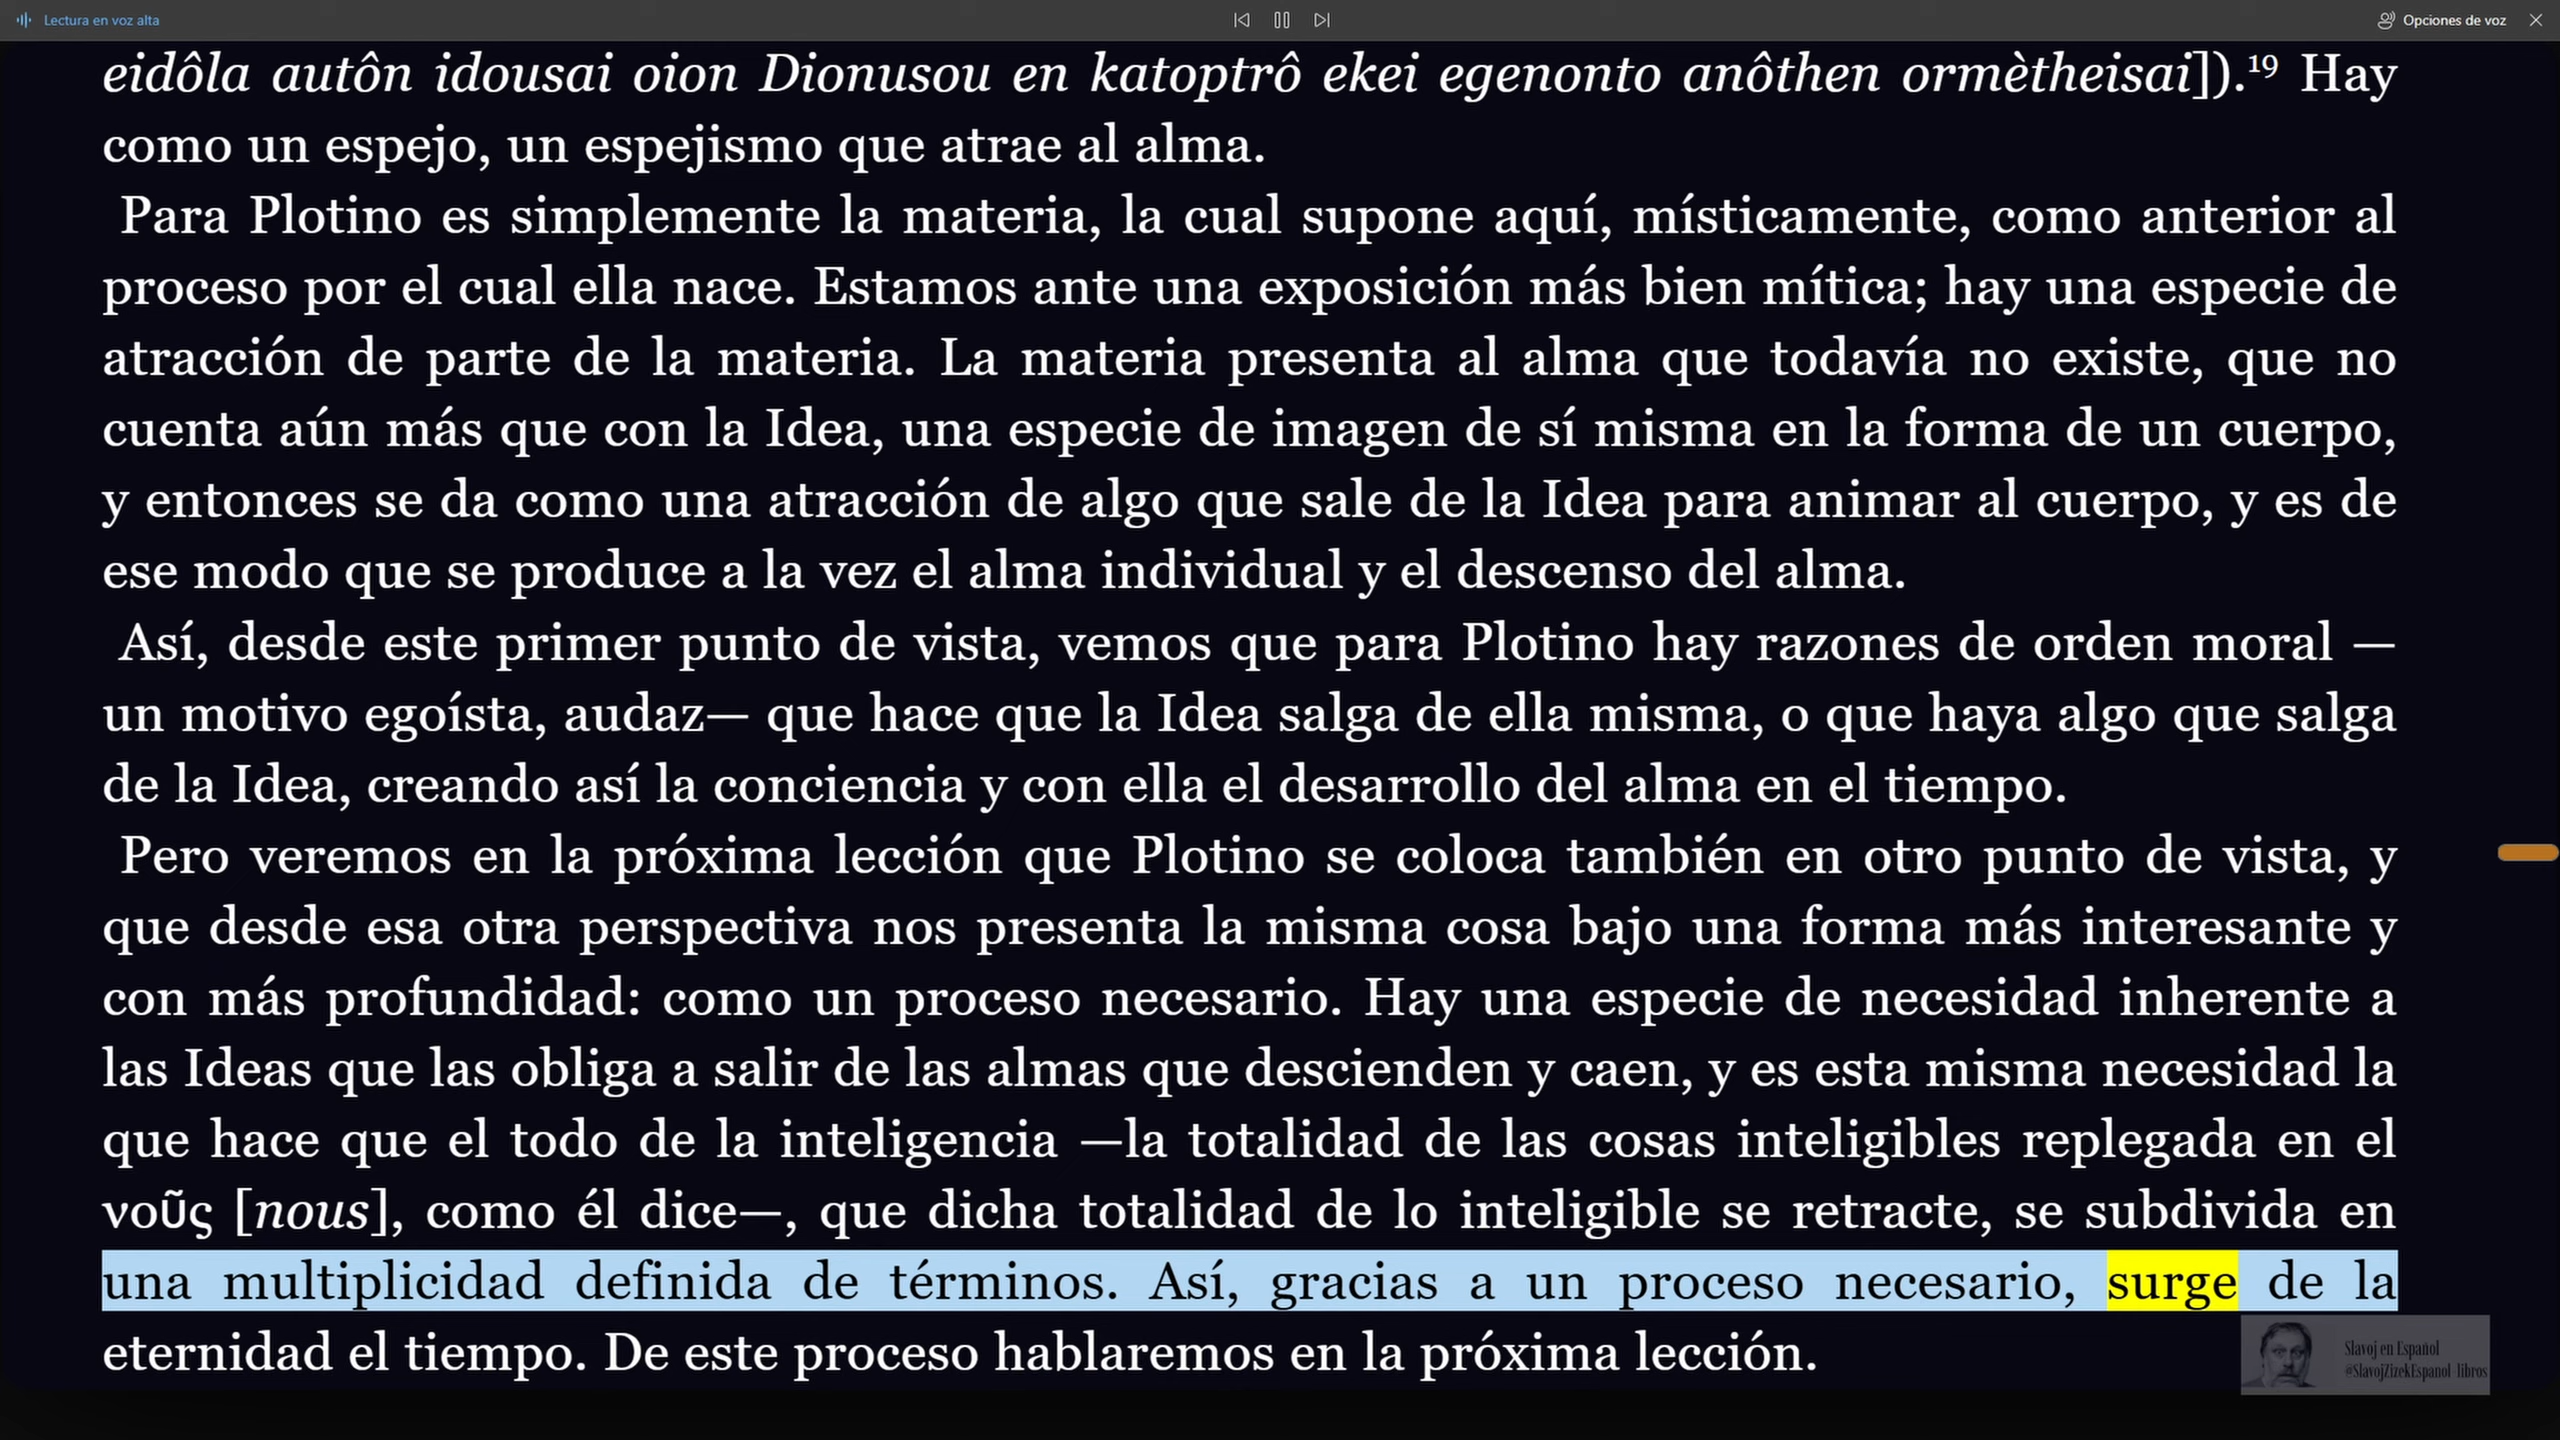 Lectura en voz alta
Opciones de voz
eidôla autôn idousai oion Dionusou en katoptrô ekei egenonto anôthen ormètheisai]).19 Hay
como un espejo, un espejismo que atrae al alma.
Para Plotino es simplemente la materia, la cual supone aquí, místicamente, como anterior al
proceso por el cual ella nace. Estamos ante una exposición más bien mítica; hay una especie de
atracción de parte de la materia. La materia presenta al alma que todavía no existe, que no
cuenta aún más que con la Idea, una especie de imagen de sí misma en la forma de un cuerpo,
y entonces se da como una atracción de algo que sale de la Idea para animar al cuerpo, y es de
ese modo que se produce a la vez el alma individual y el descenso del alma.
Así, desde este primer punto de vista, vemos que para Plotino hay razones de orden moral —
un motivo egoísta, audaz— que hace que la Idea salga de ella misma, o que haya algo que salga
de la Idea, creando así la conciencia y con ella el desarrollo del alma en el tiempo.
Pero veremos en la próxima lección que Plotino se coloca también en otro punto de vista, y
que desde esa otra perspectiva nos presenta la misma cosa bajo una forma más interesante y
con más profundidad: como un proceso necesario. Hay una especie de necesidad inherente a
las Ideas que las obliga a salir de las almas que descienden y caen, y es esta misma necesidad la
que hace que el todo de la inteligencia —la totalidad de las cosas inteligibles replegada en el
νοῦς [nous], como él dice—, que dicha totalidad de lo inteligible se retracte, se subdivida en
una multiplicidad definida de términos. Así, gracias a un proceso necesario, surge de la
eternidad el tiempo. De este proceso hablaremos en la próxima lección.
Slavoj en Español
@SlavojZizekEspanol libros